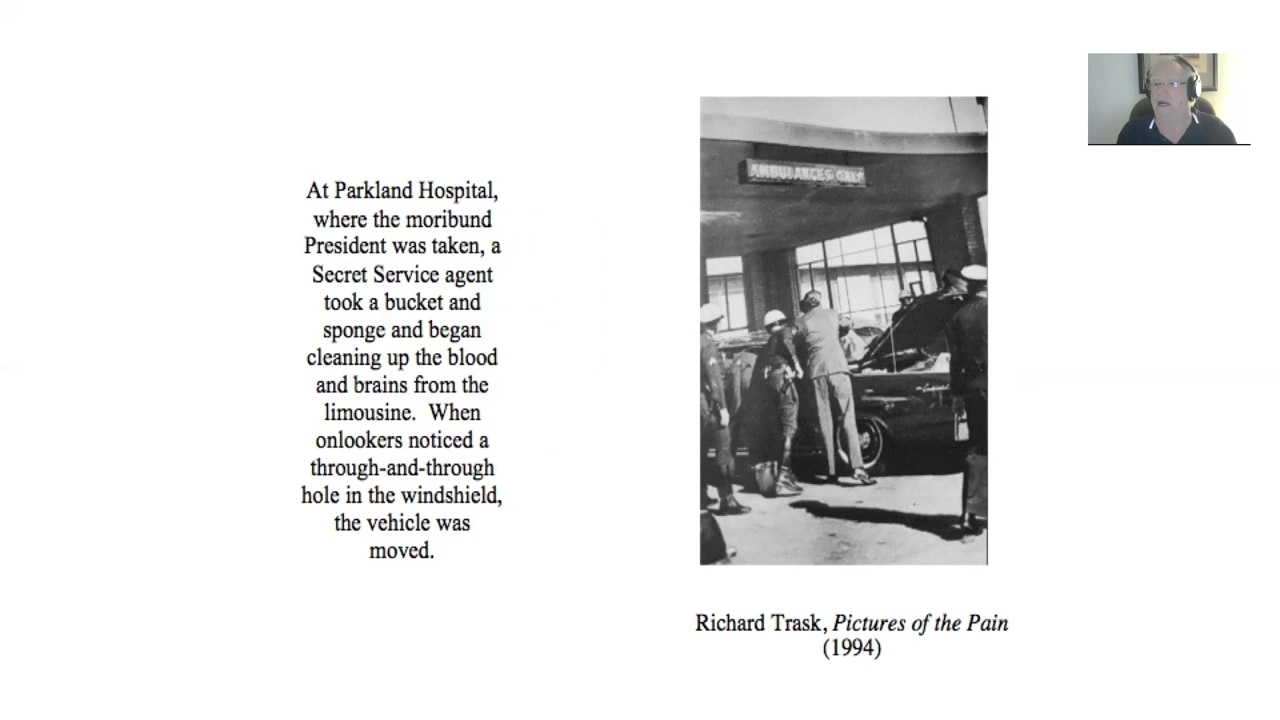 At Parkland Hospital,
where the moribund
President was taken, a
Secret Service agent
took a bucket and
sponge and began
cleaning up the blood
and brains from the
limousine.  When
onlookers noticed a
through-and-through
hole in the windshield,
the vehicle was
moved.
AMBULANCES ONLY
Richard Trask, Pictures of the Pain
(1994)